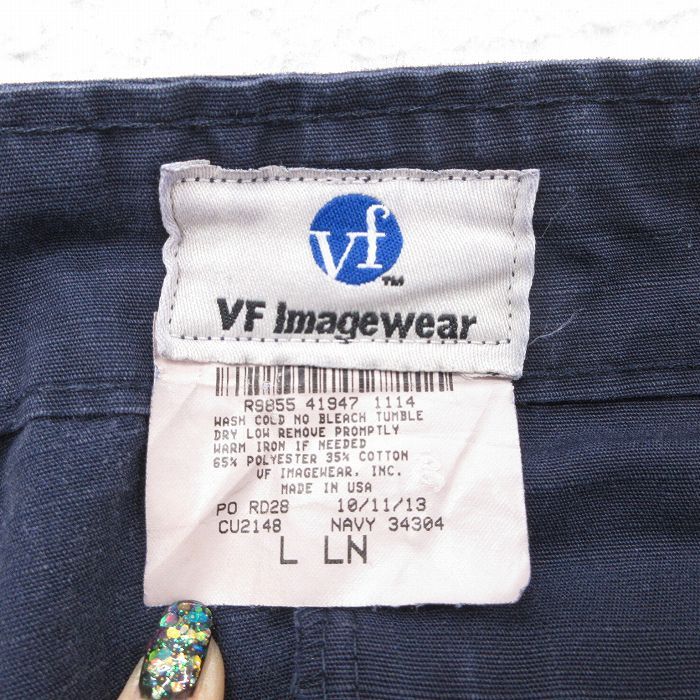 vf
TM
VF Imagewear
R9855 41947 1114
WASH COLD NO BLEACH TUMBLE
DRY LOW REMOVE PROMPTLY
WARM IRON IF NEEDED
65% POLYESTER 35% COTTON
VF IMAGEWEAR, INC.
MADE IN USA
PO RD28 10/11/13
CU2148 NAVY 34304
L LN